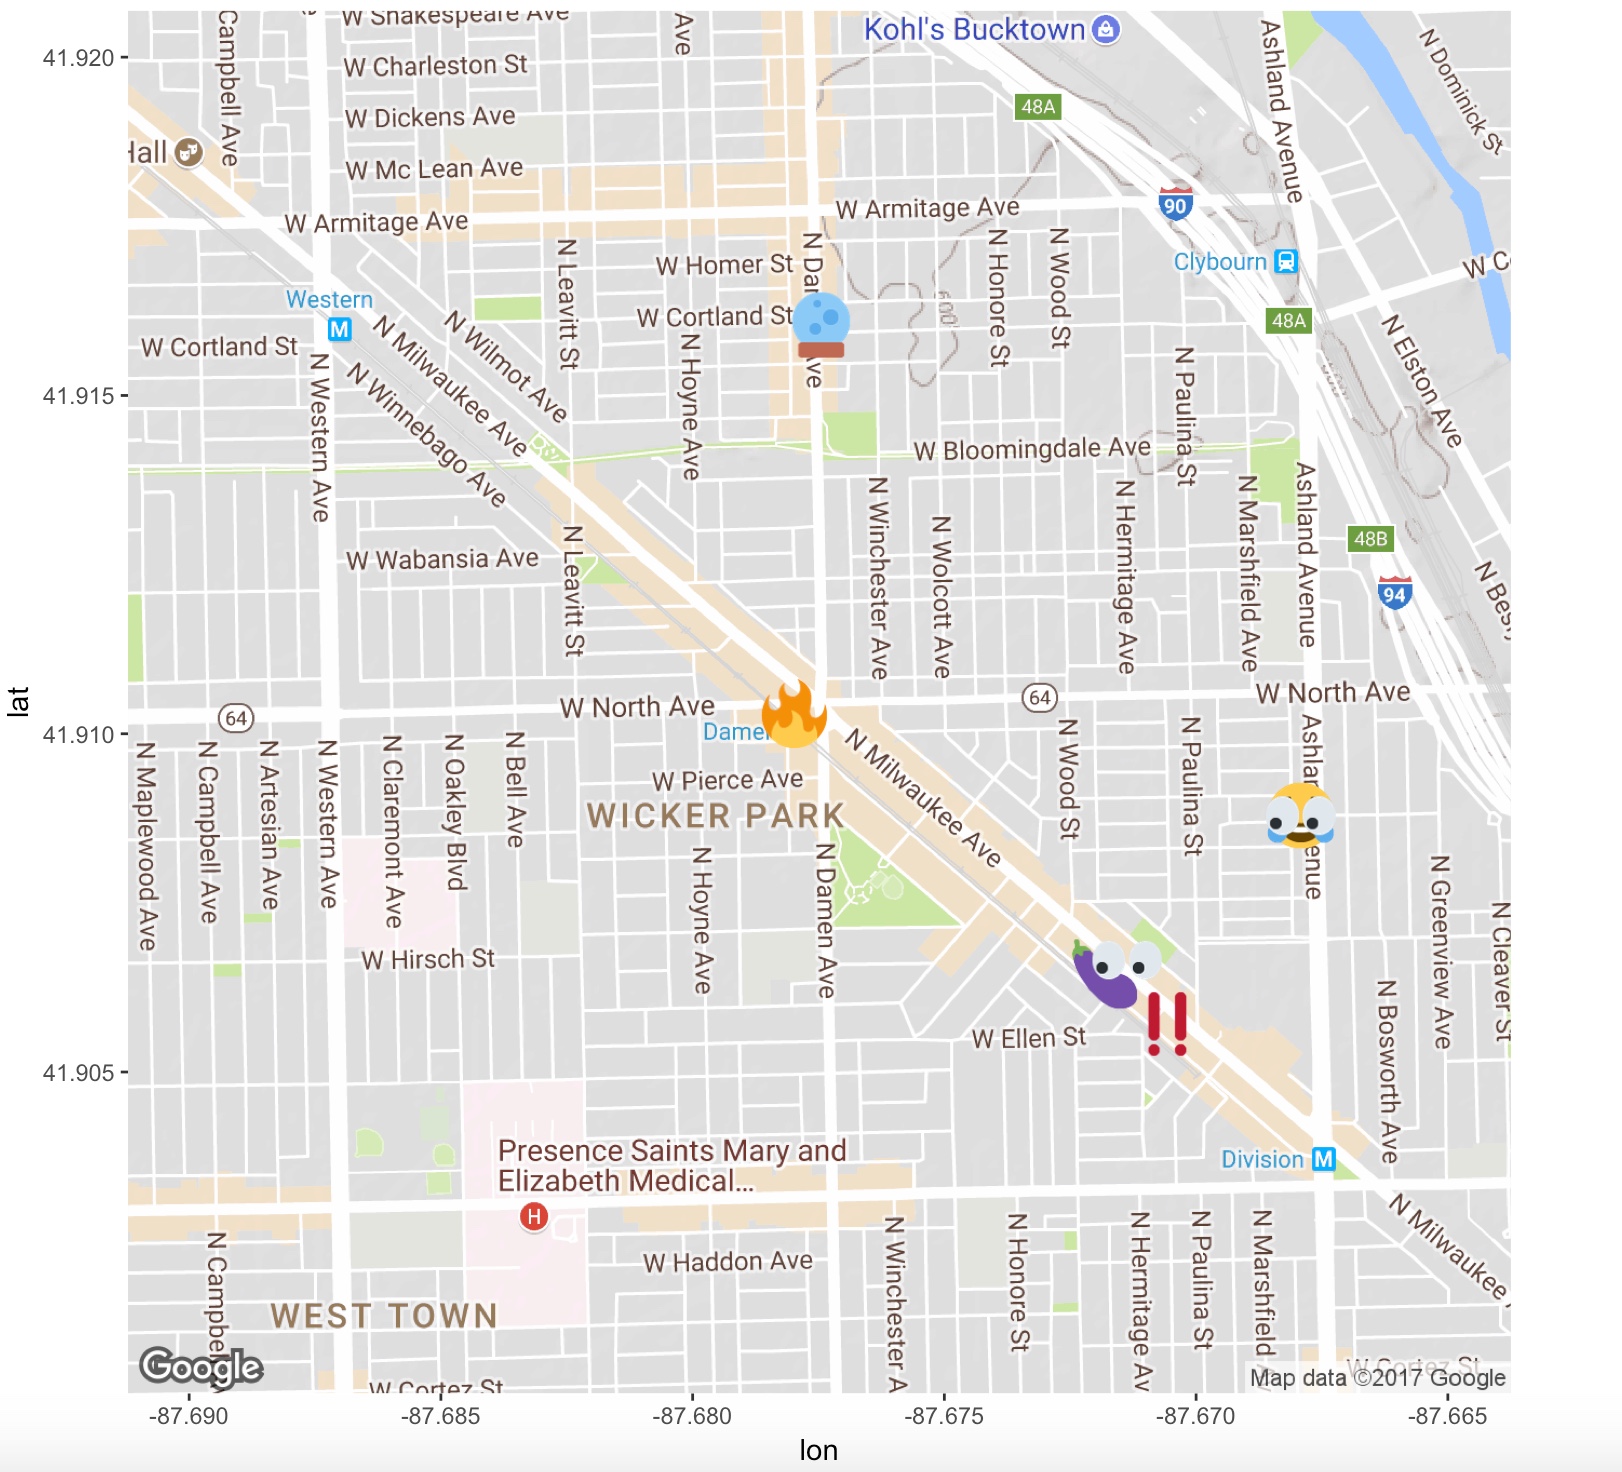 W Shakespeare Ave
Ave
Kohl's Bucktown
41.920
Campbell Ave
W Charleston St
Ashland Avenue
N Dominick St
48A
W Dickens Ave
Hall
W Mc Lean Ave
90
W Armitage Ave
W Armitage Ave
N Leavitt St
W Homer St
N Honore St
N Wood St
Clybourn
Western
M
W Cortland St
600'
48A
N Milwaukee Ave
N Wilmot Ave
N Elston Ave
W Cortland St
N Western Ave
N Winnebago Ave
N Hoyne Ave
Ave
N Paulina St
41.915
W Bloomingdale Ave
N Winchester Ave
N Wolcott Ave
N Hermitage Ave
N Marshfield Ave
Ashland Avenue
48B
N Leavitt St
W Wabansia Ave
94
lat
64
W North Ave
64
W North Ave
41.910
N Maplewood Ave
N Campbell Ave
N Artesian Ave
N Western Ave
N Claremont Ave
N Oakley Blvd
N Bell Ave
W Pierce Ave
N Milwaukee Ave
N Wood St
N Paulina St
WICKER PARK
N Hoyne Ave
N Damen Ave
N Greenview Ave
N Cleaver St
W Hirsch St
N Bosworth Ave
W Ellen St
41.905
Presence Saints Mary and
Elizabeth Medical...
Division
M
H
N Milwaukee
N Winchester A
N Honore St
N Hermitage Av
N Paulina St
N Marshfield
W Haddon Ave
N Campbell
WEST TOWN
Google
W Cortez St
W Cortez St
Map data ©2017 Google
-87.690
-87.685
-87.680
-87.675
-87.670
-87.665
lon